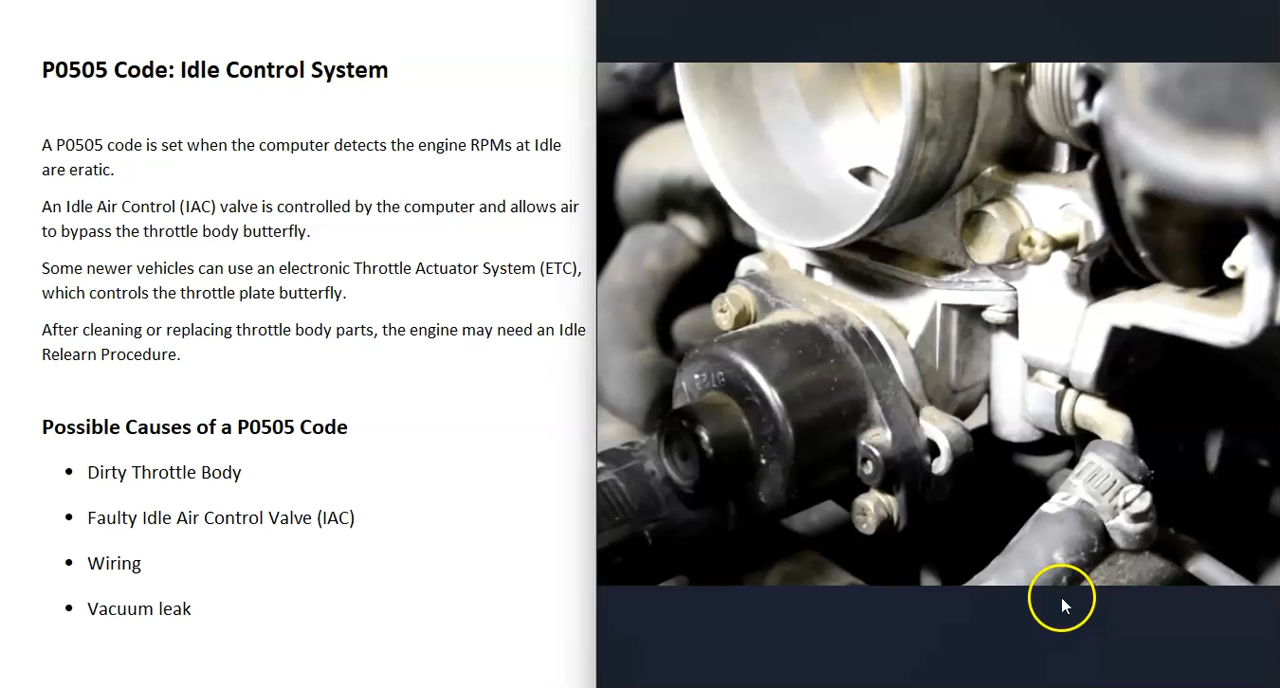 P0505 Code: Idle Control System
A P0505 code is set when the computer detects the engine RPMs at Idle
are eratic.
An Idle Air Control (IAC) valve is controlled by the computer and allows air
to bypass the throttle body butterfly.
Some newer vehicles can use an electronic Throttle Actuator System (ETC),
which controls the throttle plate butterfly.
After cleaning or replacing throttle body parts, the engine may need an Idle
Relearn Procedure.
Possible Causes of a P0505 Code
• Dirty Throttle Body
• Faulty Idle Air Control Valve (IAC)
• Wiring
• Vacuum leak